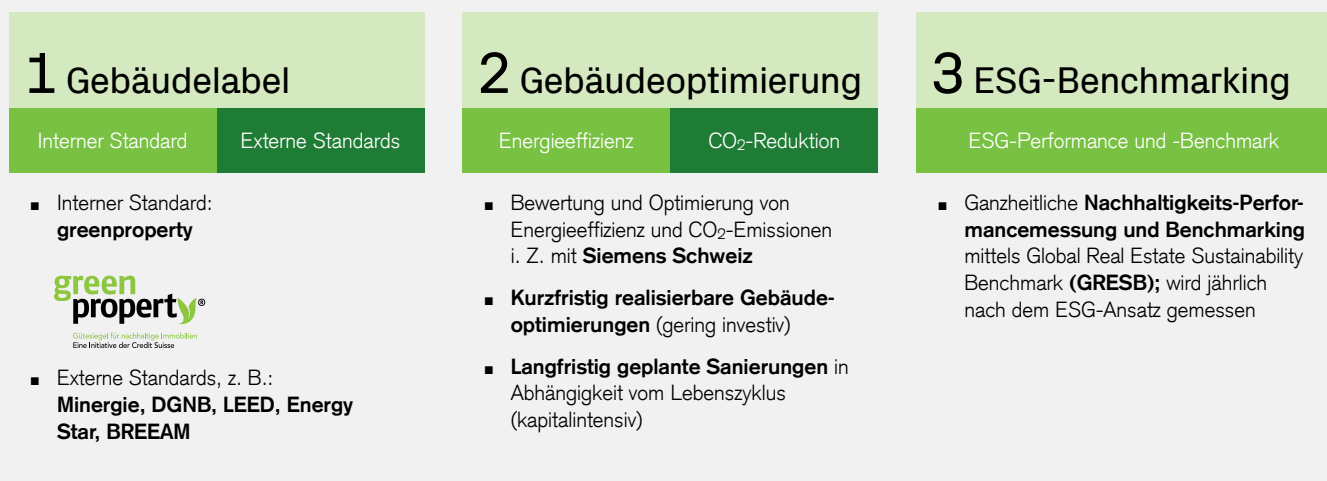 1 Gebäudelabel
Interner Standard
Externe Standards
▪ Interner Standard:
greenproperty
green
property®
Gütesiegel für nachhaltige Immobilien
Eine Initiative der Credit Suisse
▪ Externe Standards, z. B.:
Minergie, DGNB, LEED, Energy
Star, BREEAM
2 Gebäudeoptimierung
Energieeffizienz
CO₂-Reduktion
▪ Bewertung und Optimierung von
Energieeffizienz und CO₂-Emissionen
i. Z. mit Siemens Schweiz
▪ Kurzfristig realisierbare Gebäude-
optimierungen (gering investiv)
▪ Langfristig geplante Sanierungen in
Abhängigkeit vom Lebenszyklus
(kapitalintensiv)
3 ESG-Benchmarking
ESG-Performance und -Benchmark
▪ Ganzheitliche Nachhaltigkeits-Perfor-
mancemessung und Benchmarking
mittels Global Real Estate Sustainability
Benchmark (GRESB); wird jährlich
nach dem ESG-Ansatz gemessen